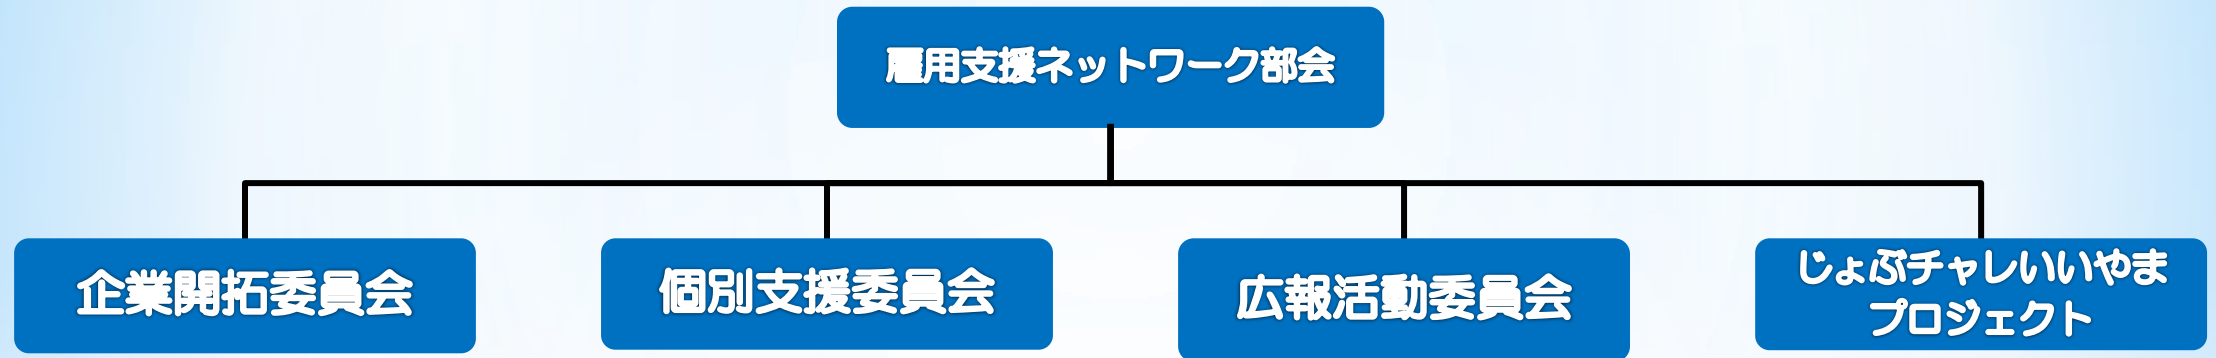 雇用支援ネットワーク部会
企業開拓委員会
個別支援委員会
広報活動委員会
じょぶチャレいいやま
プロジェクト